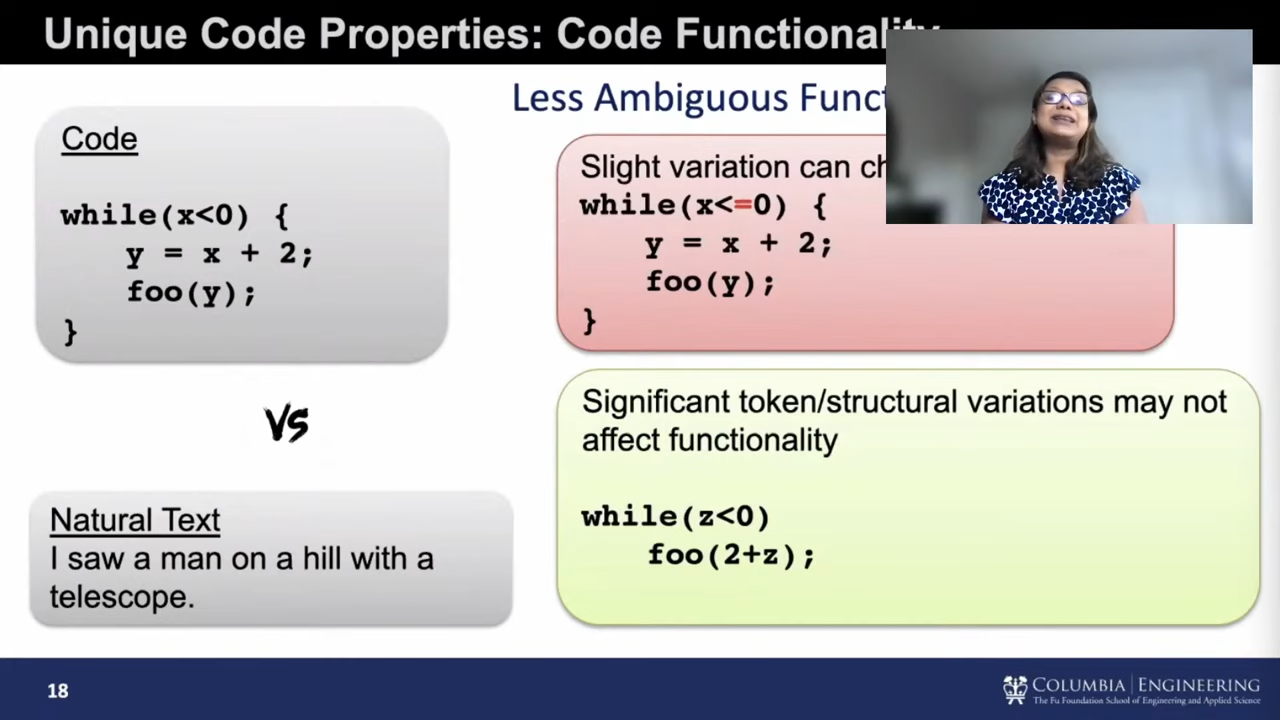 Unique Code Properties: Code Functionality
Less Ambiguous
Code
while(x<0) {
y = x + 2;
foo(y);
}
Slight variation can
while(x<=0) {
y = x + 2;
foo(y);
}
VS
Significant token/structural variations may not
affect functionality
while(z<0)
foo(2+z);
Natural Text
I saw a man on a hill with a
telescope.
18
COLUMBIA | ENGINEERING
The Fu Foundation School of Engineering and Applied Science